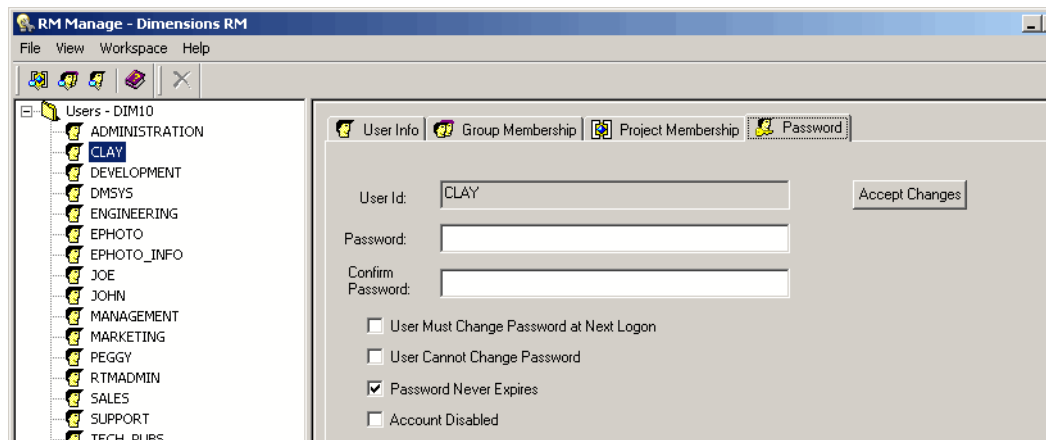 RM Manage - Dimensions RM
File View Workspace Help
Users - DIM10
ADMINISTRATION
CLAY
DEVELOPMENT
DMSYS
ENGINEERING
EPHOTO
EPHOTO_INFO
JOE
JOHN
MANAGEMENT
MARKETING
PEGGY
RTMADMIN
SALES
SUPPORT
TECH_PUBS
User Info Group Membership Project Membership Password
User Id: CLAY Accept Changes
Password:
Confirm
Password:
User Must Change Password at Next Logon
User Cannot Change Password
Password Never Expires
Account Disabled